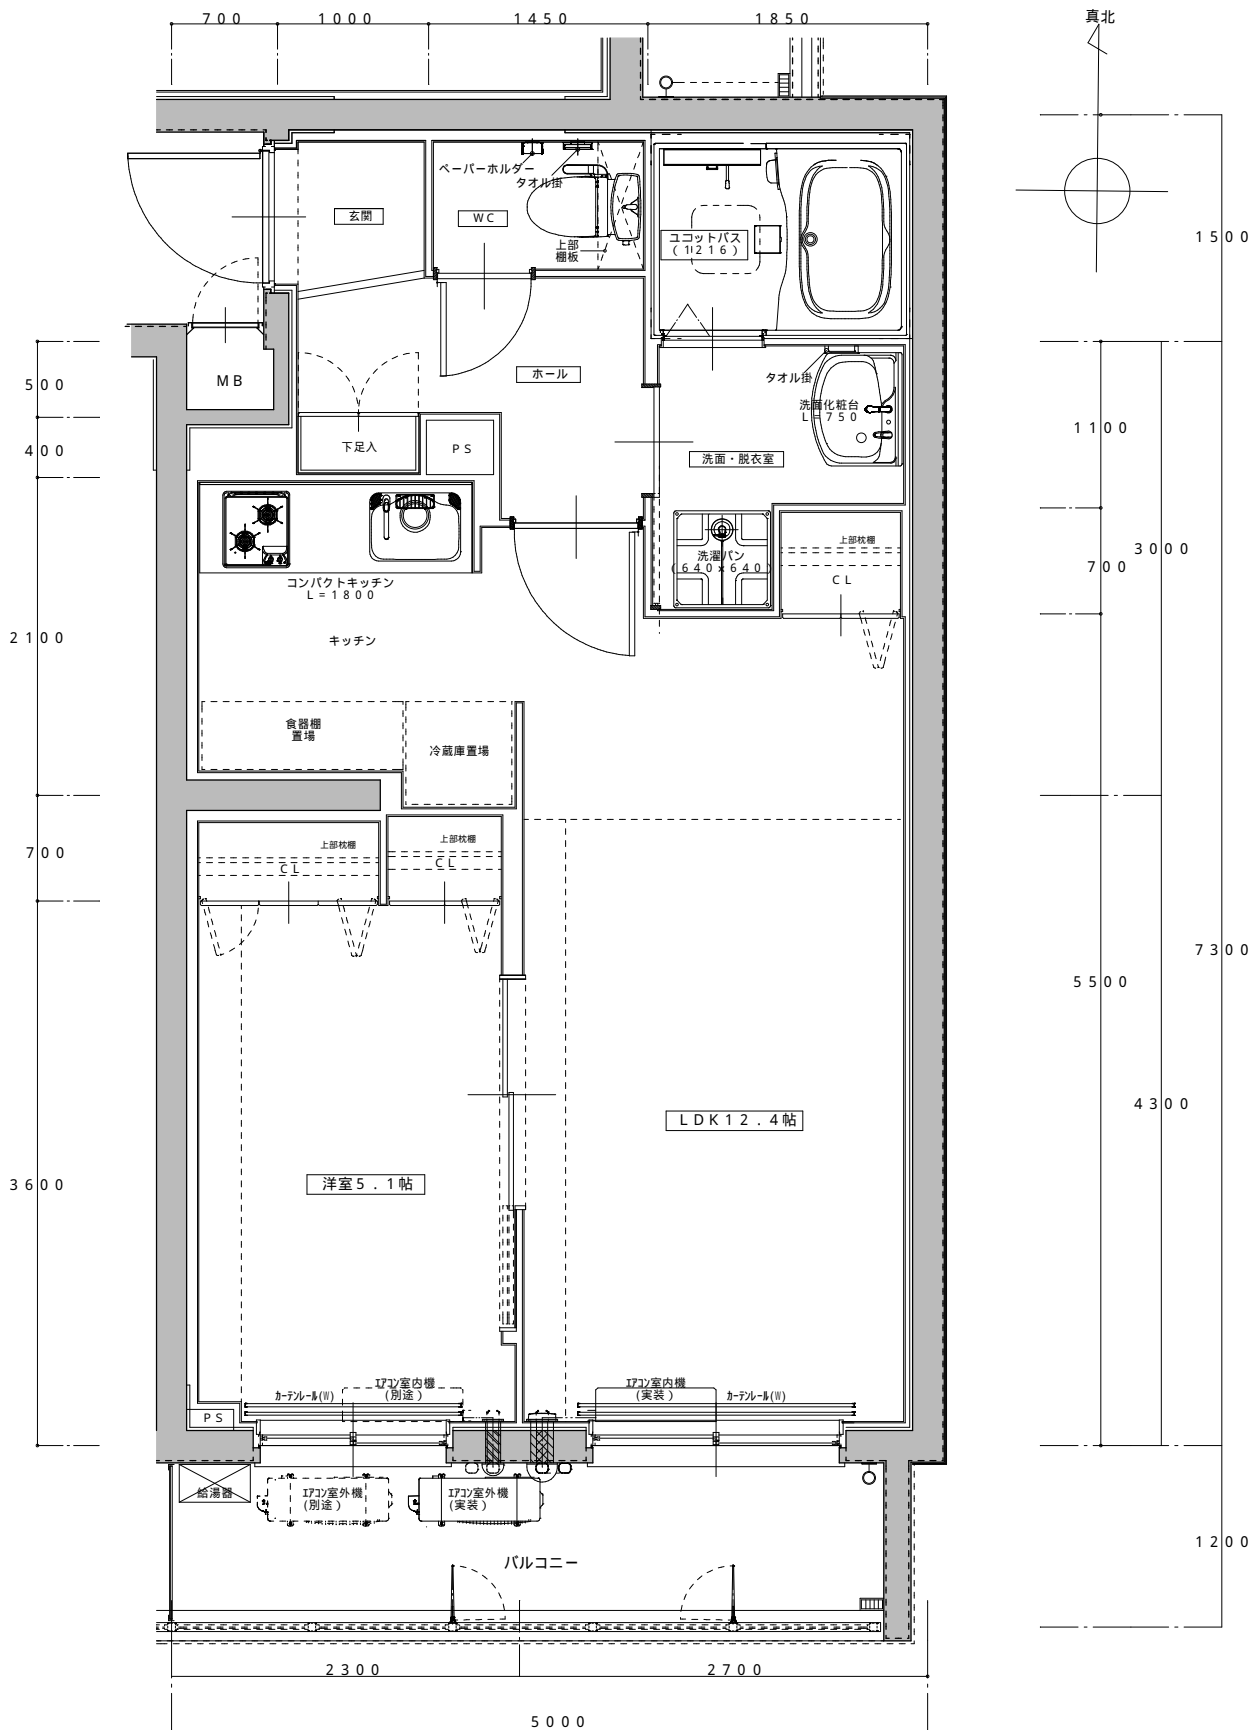 700 1000 1450 1850
真北
ペーパーホルダー
タオル掛
玄関
WC
上部
棚板
ユニットバス
(1216)
1500
MB
ホール
タオル掛
洗面化粧台
L=750
500
400
下足入
PS
洗面・脱衣室
1100
上部枕棚
洗濯パン
(640x640)
CL
3000
700
コンパクトキッチン
L=1800
キッチン
2100
食器棚
置場
冷蔵庫置場
上部枕棚
CL
上部枕棚
CL
700
7300
5500
4300
LDK12.4帖
洋室5.1帖
3600
カーテンレール(W)
エアコン室内機
(別途)
エアコン室内機
(実装)
カーテンレール(W)
PS
給湯器
エアコン室外機
(別途)
エアコン室外機
(実装)
バルコニー
1200
2300 2700
5000